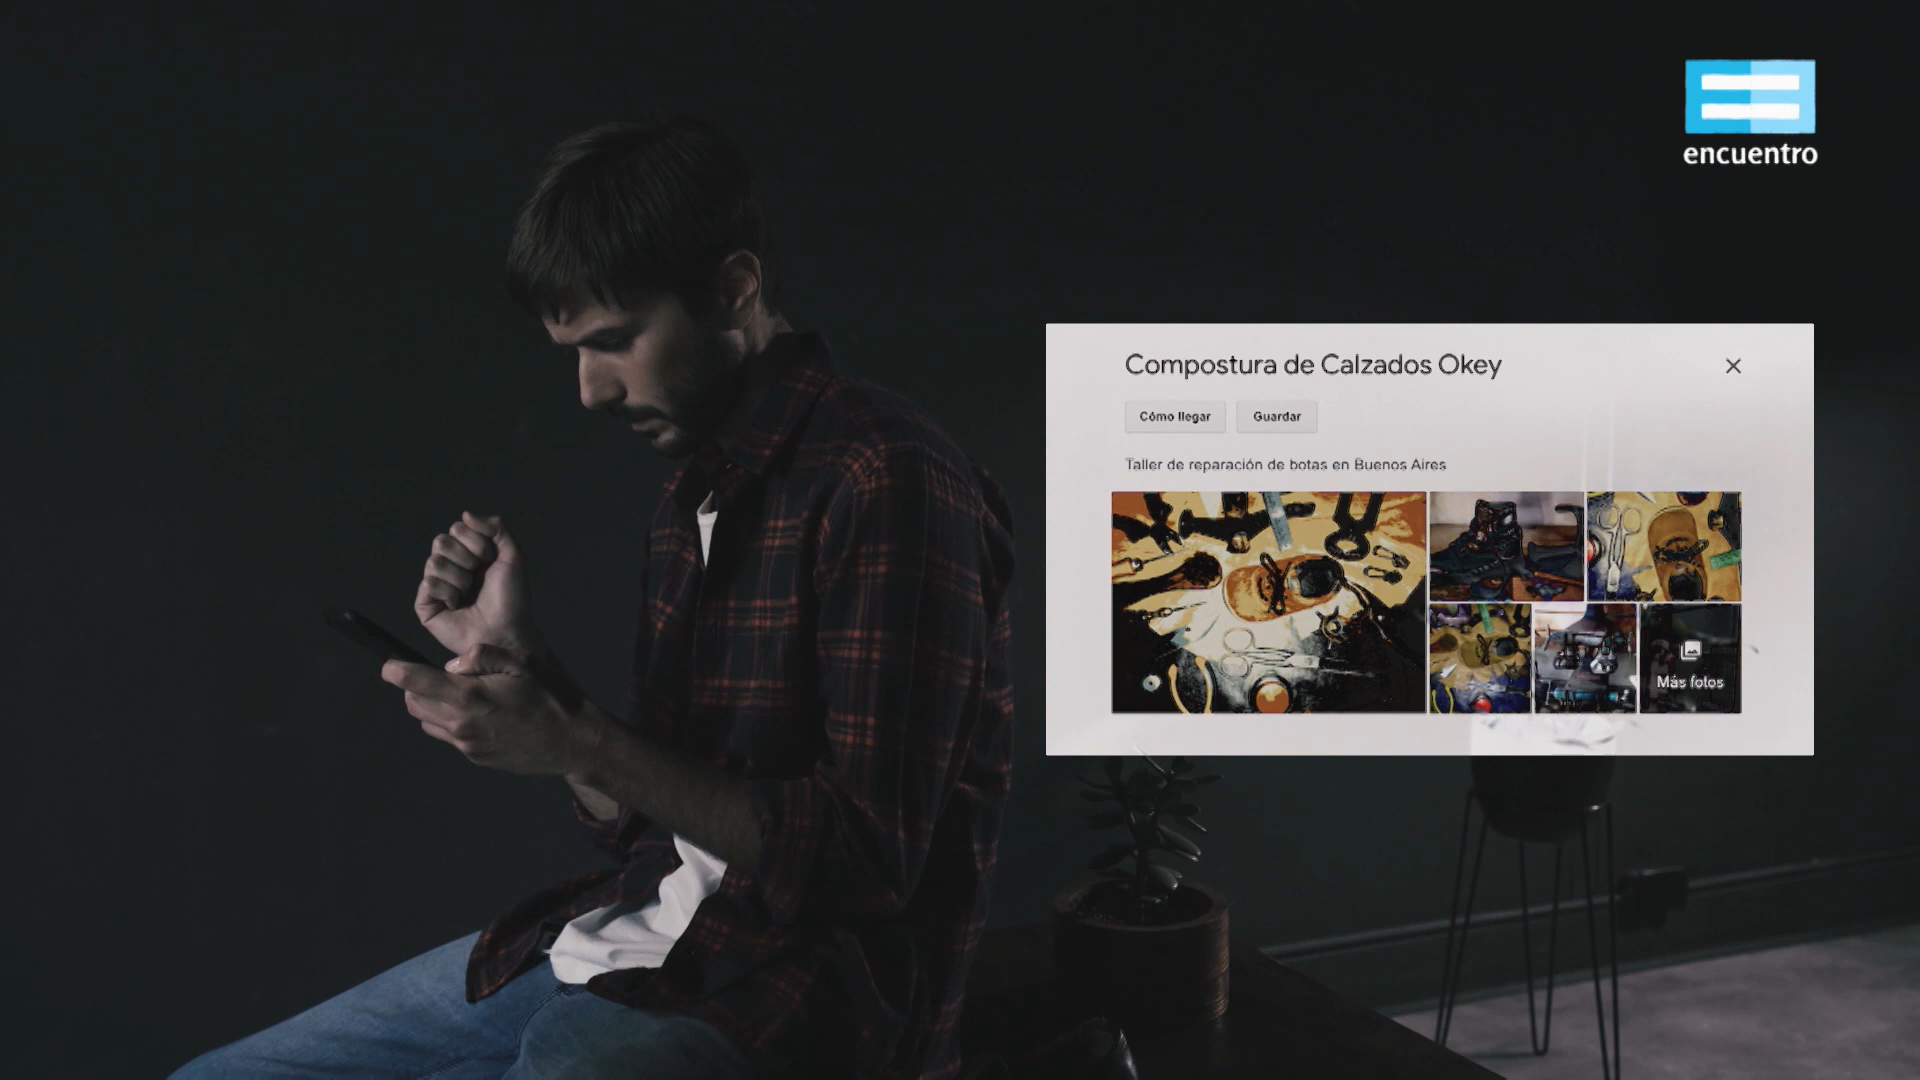 encuentro
Compostura de Calzados Okey
Cómo llegar
Guardar
Taller de reparación de botas en Buenos Aires
Más fotos